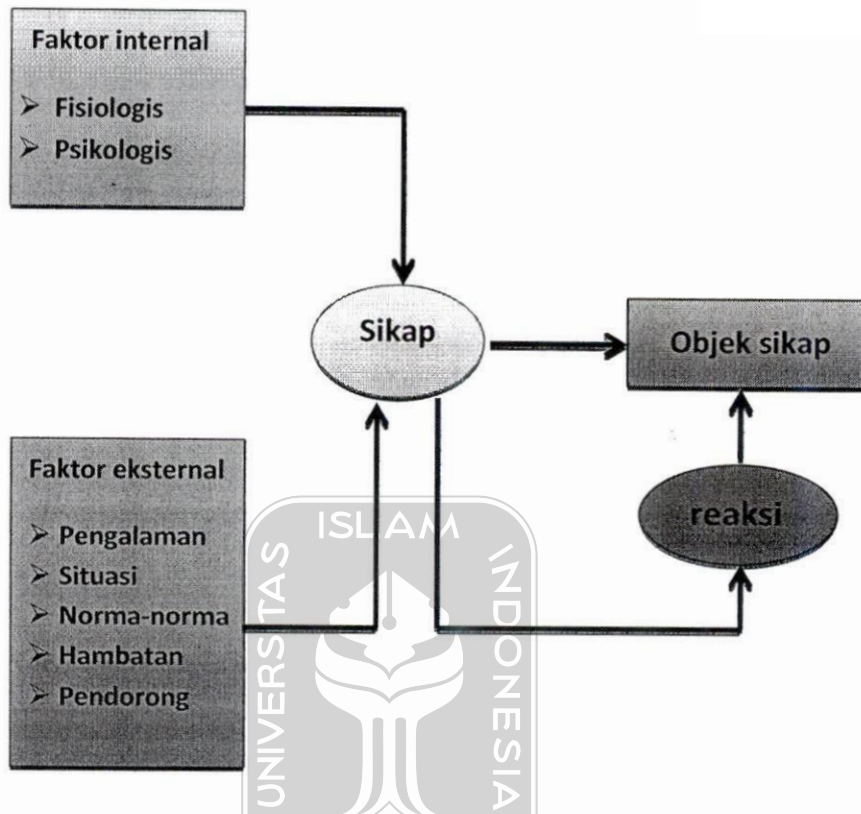 Faktor internal
➢ Fisiologis
➢ Psikologis
Sikap
Objek sikap
Faktor eksternal
➢ Pengalaman
➢ Situasi
➢ Norma-norma
➢ Hambatan
➢ Pendorong
reaksi
UNIVERSITAS
ISLAM
INDONESIA